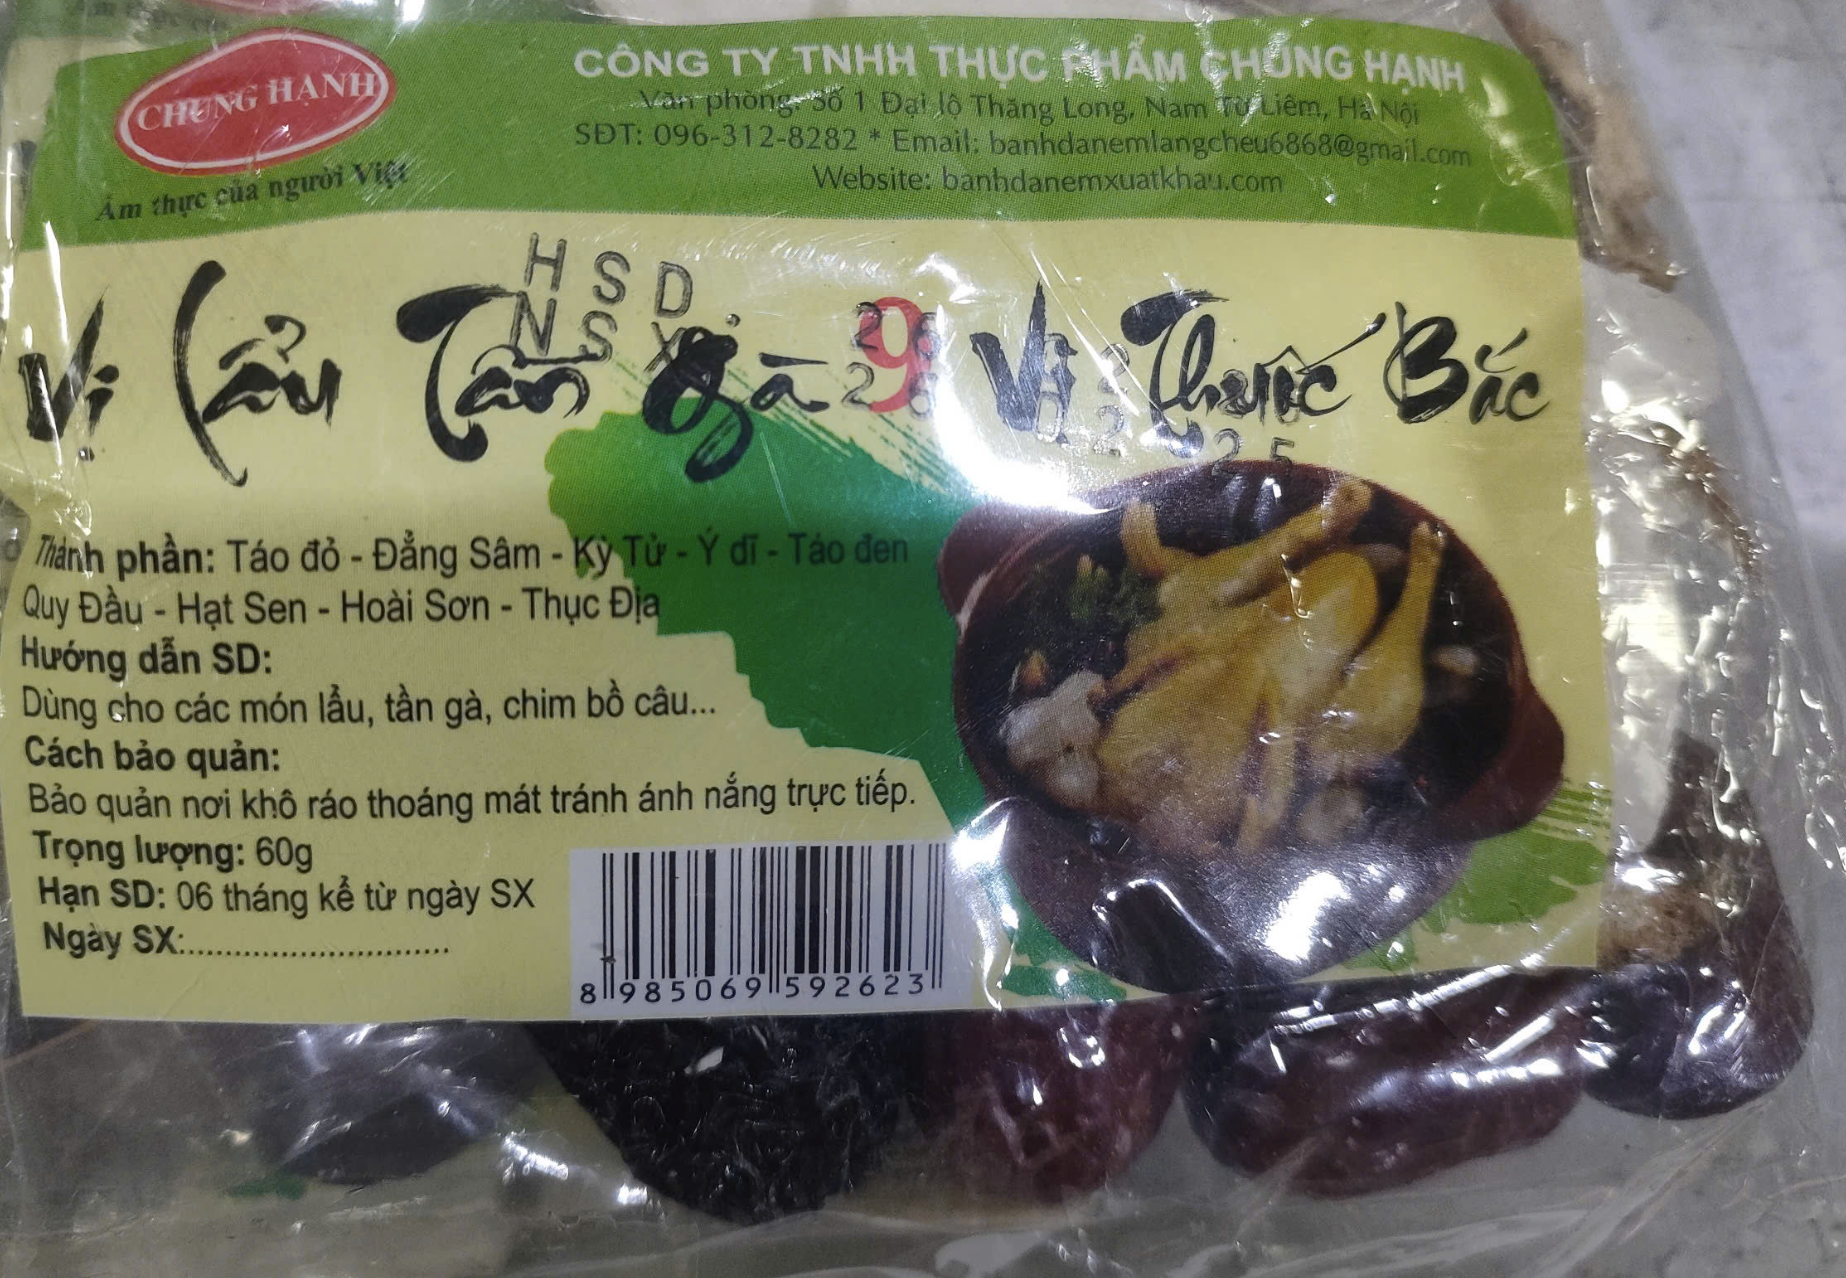 CHUNG HẠNH
Ẩm thực của người Việt
CÔNG TY TNHH THỰC PHẨM CHUNG HẠNH
Văn phòng: Số 1 Đại lộ Thăng Long, Nam Từ Liêm, Hà Nội
SĐT: 096-312-8282 * Email: banhdanemlangcheu6868@gmail.com
Website: banhdanemxuatkhau.com
HSD
NSX
Vị Lẩu Tần Gà 9 Vị Thuốc Bắc
Thành phần: Táo đỏ - Đẳng Sâm - Kỳ Tử - Ý dĩ - Táo đen
Quy Đầu - Hạt Sen - Hoài Sơn - Thục Địa
Hướng dẫn SD:
Dùng cho các món lẩu, tần gà, chim bồ câu...
Cách bảo quản:
Bảo quản nơi khô ráo thoáng mát tránh ánh nắng trực tiếp.
Trọng lượng: 60g
Hạn SD: 06 tháng kể từ ngày SX
Ngày SX:............................
8 985069 592623